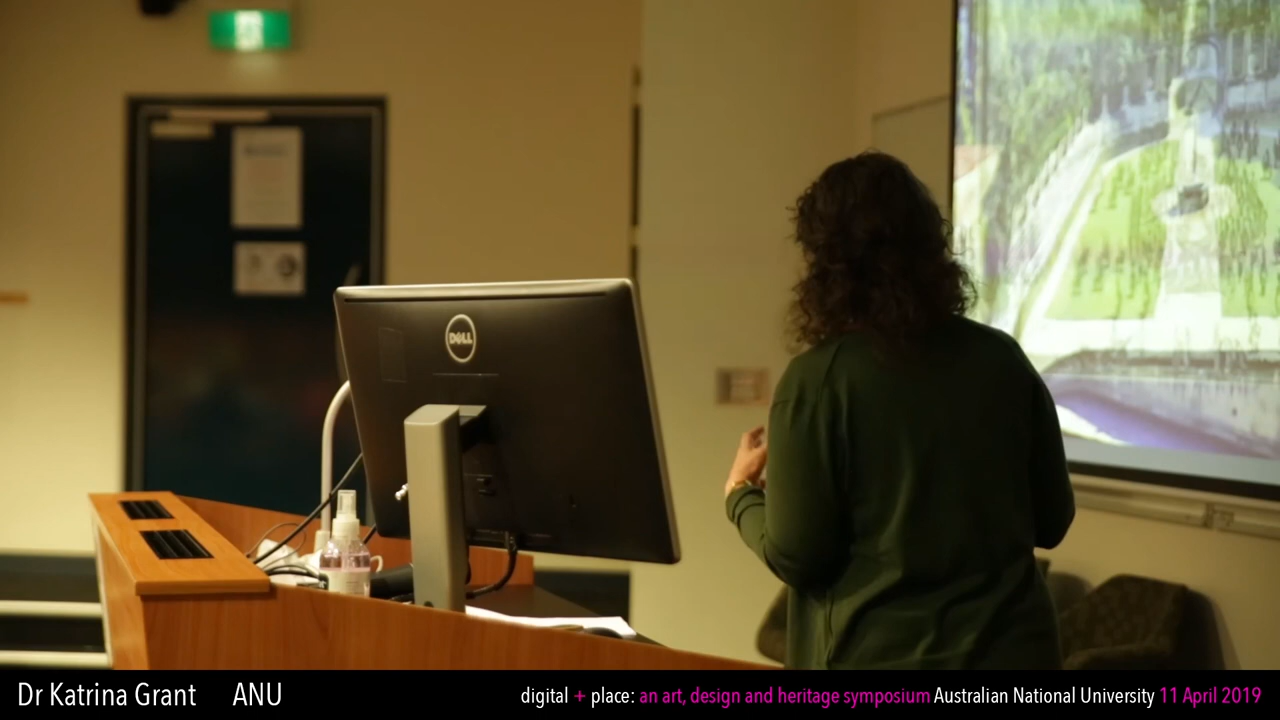 DELL
Dr Katrina Grant ANU
digital + place: an art, design and heritage symposium Australian National University 11 April 2019